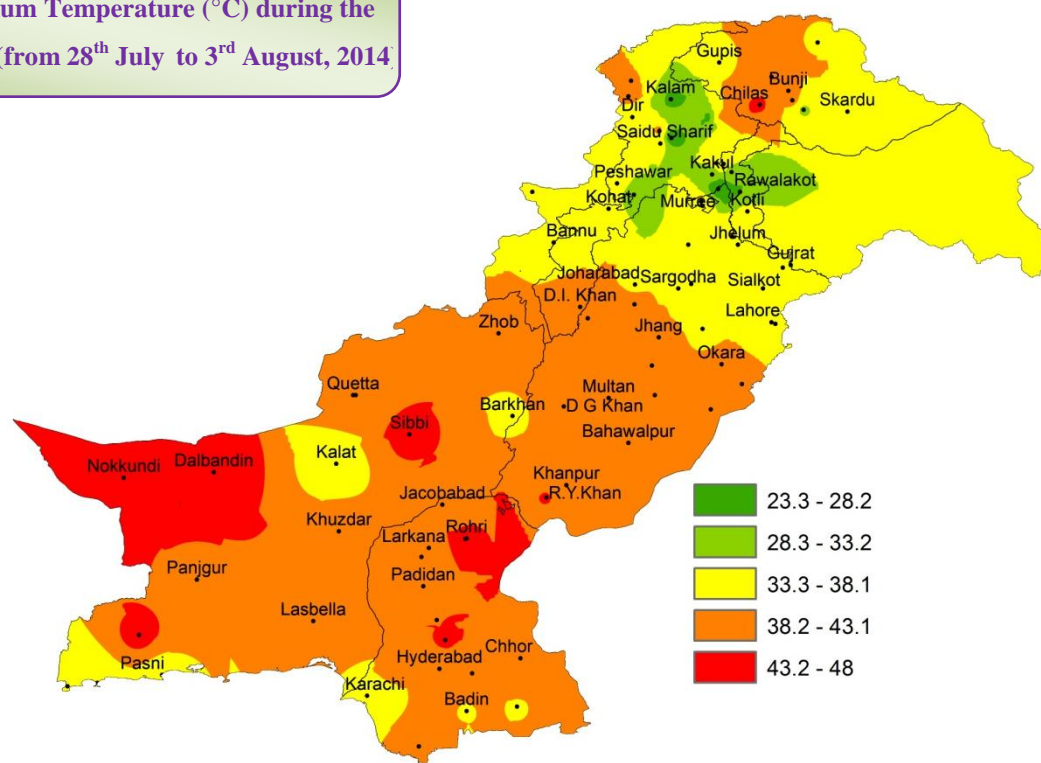 um Temperature (°C) during the
(from 28th July to 3rd August, 2014
Gupis
Bunji
Kalam
Chilas
Skardu
Dir
Saidu Sharif
Kakul
Peshawar
Rawalakot
Kohat
Murree
Kotli
Bannu
Jhelum
Gujrat
Joharabad
Sargodha
Sialkot
D.I. Khan
Lahore
Zhob
Jhang
Okara
Quetta
Multan
Barkhan
D G Khan
Sibbi
Bahawalpur
Kalat
Nokkundi
Dalbandin
Khanpur
Jacobabad
R.Y.Khan
Khuzdar
Rohri
Larkana
Panjgur
Padidan
Lasbella
Chhor
Pasni
Hyderabad
Karachi
Badin
23.3 - 28.2
28.3 - 33.2
33.3 - 38.1
38.2 - 43.1
43.2 - 48